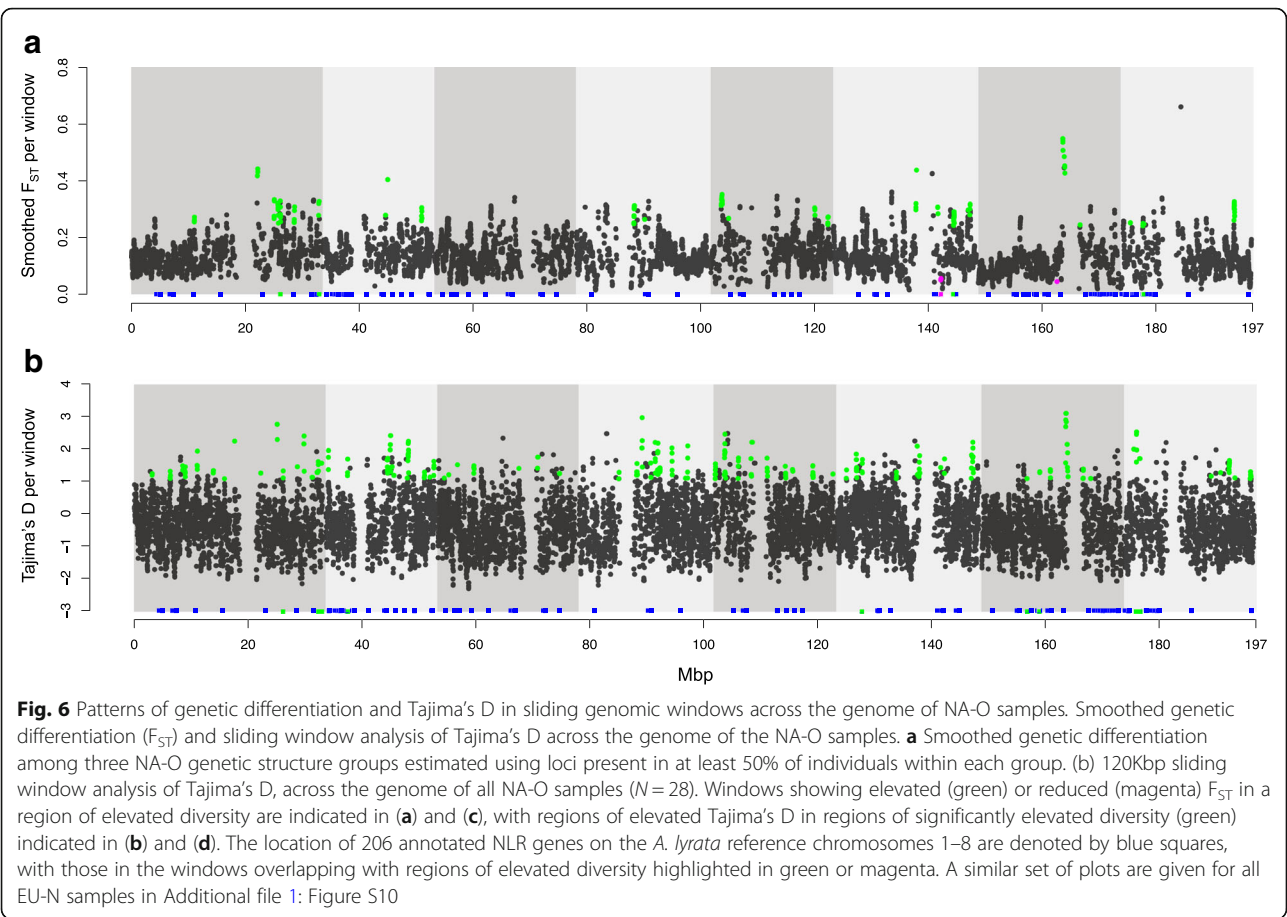 a
Smoothed FST per window
0.8
0.6
0.4
0.2
0.0
0 20 40 60 80 100 120 140 160 180 197
b
Tajima's D per window
4
3
2
1
0
−1
−2
−3
0 20 40 60 80 100 120 140 160 180 197
Mbp
Fig. 6 Patterns of genetic differentiation and Tajima's D in sliding genomic windows across the genome of NA-O samples. Smoothed genetic
differentiation (FST) and sliding window analysis of Tajima's D across the genome of the NA-O samples. a Smoothed genetic differentiation
among three NA-O genetic structure groups estimated using loci present in at least 50% of individuals within each group. (b) 120Kbp sliding
window analysis of Tajima's D, across the genome of all NA-O samples (N = 28). Windows showing elevated (green) or reduced (magenta) FST in a
region of elevated diversity are indicated in (a) and (c), with regions of elevated Tajima's D in regions of significantly elevated diversity (green)
indicated in (b) and (d). The location of 206 annotated NLR genes on the A. lyrata reference chromosomes 1–8 are denoted by blue squares,
with those in the windows overlapping with regions of elevated diversity highlighted in green or magenta. A similar set of plots are given for all
EU-N samples in Additional file 1: Figure S10